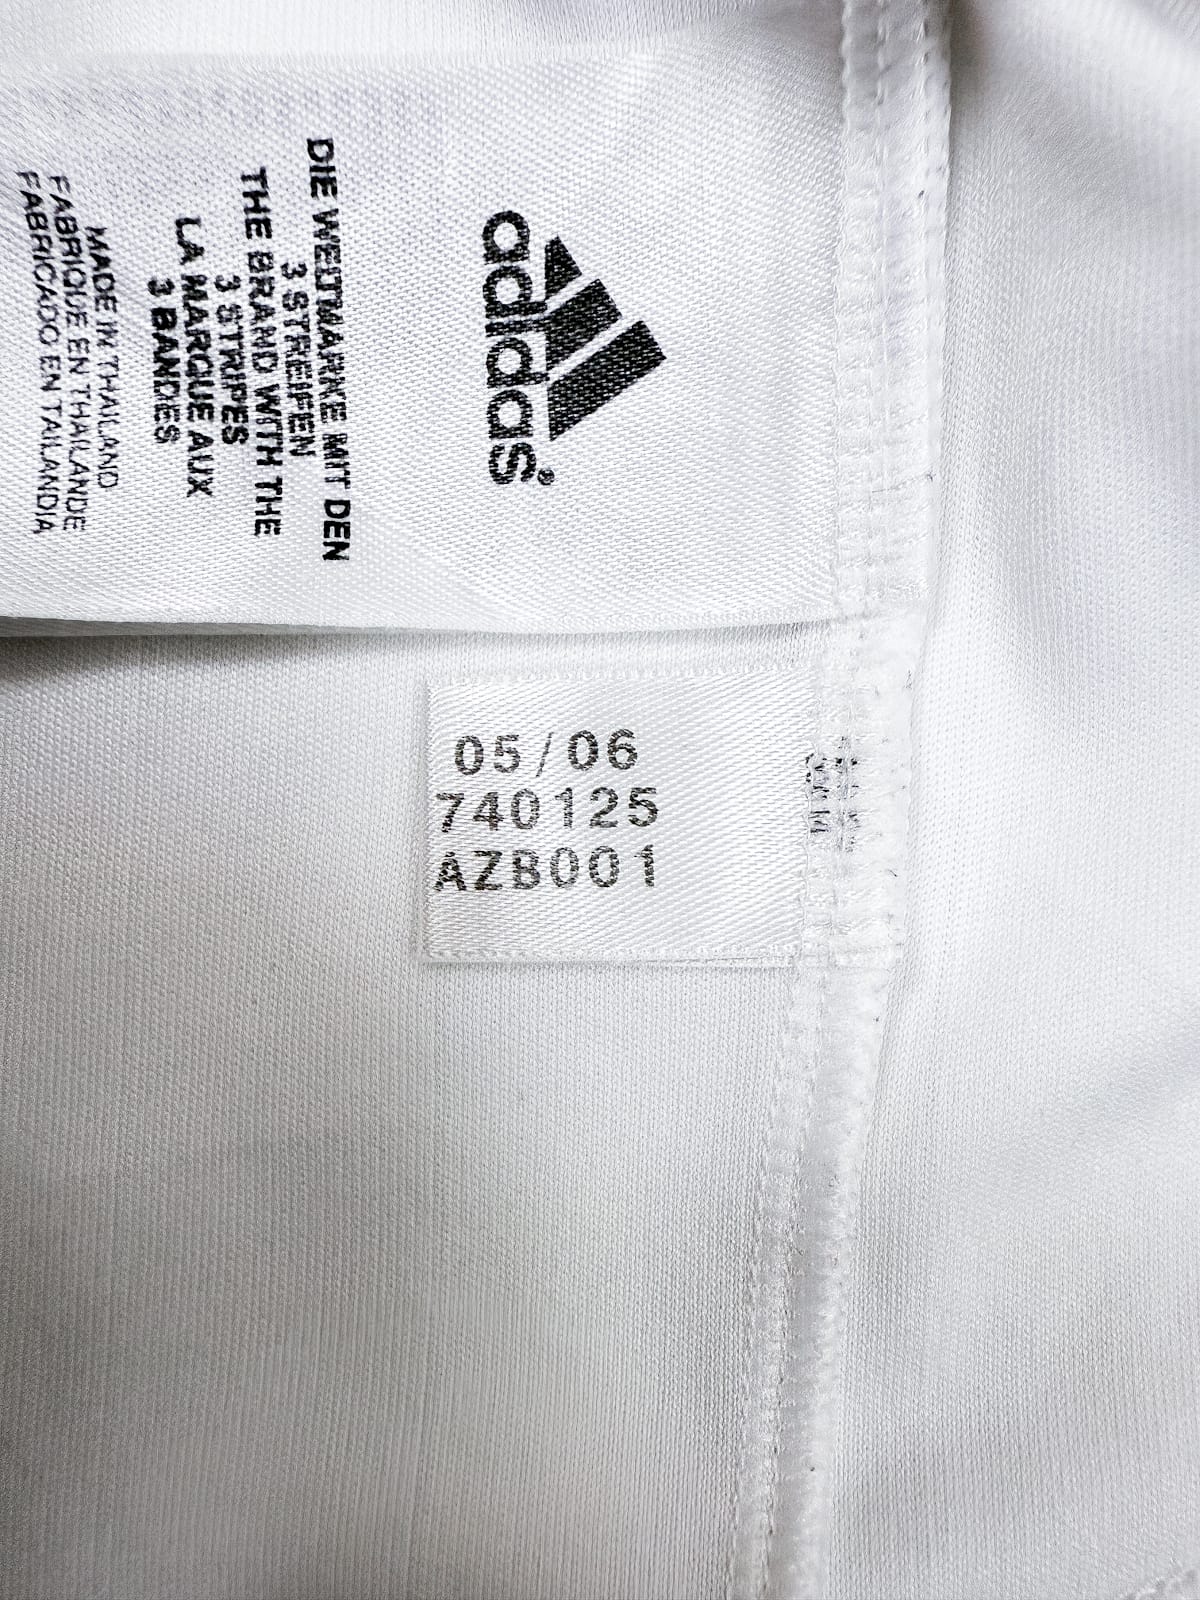 adidas®
DIE WELTMARKE MIT DEN
3 STREIFEN
THE BRAND WITH THE
3 STRIPES
LA MARQUE AUX
3 BANDES
MADE IN THAILAND
FABRIQUE EN THAILANDE
FABRICADO EN TAILANDIA
05/06
740125
AZB001